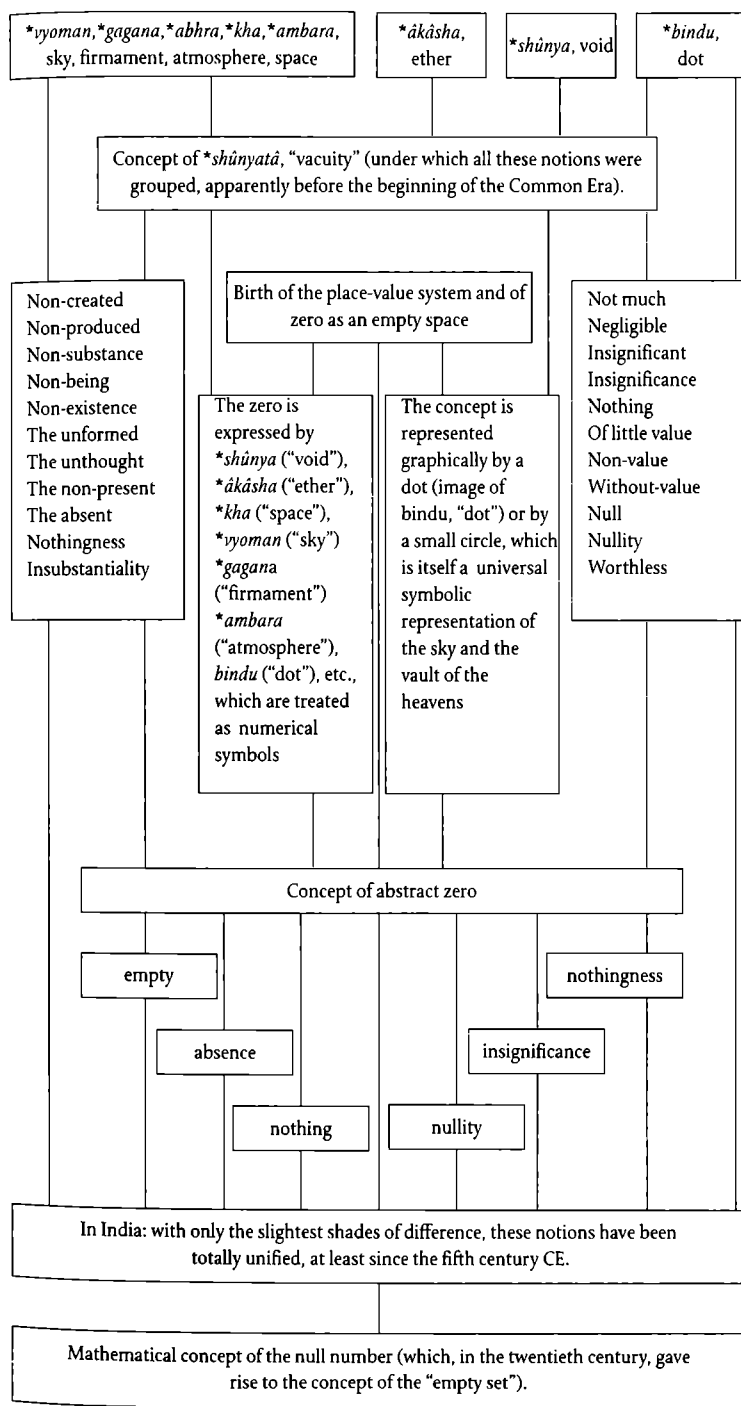 *vyoman, *gagana, *abhra, *kha, *ambara,
sky, firmament, atmosphere, space
*âkâsha,
ether
*shûnya, void
*bindu,
dot
Concept of *shûnyatâ, “vacuity” (under which all these notions were
grouped, apparently before the beginning of the Common Era).
Non-created
Non-produced
Non-substance
Non-being
Non-existence
The unformed
The unthought
The non-present
The absent
Nothingness
Insubstantiality
Birth of the place-value system and of
zero as an empty space
Not much
Negligible
Insignificant
Insignificance
Nothing
Of little value
Non-value
Without-value
Null
Nullity
Worthless
The zero is
expressed by
*shûnya (“void”),
*âkâsha (“ether”),
*kha (“space”),
*vyoman (“sky”)
*gagana
(“firmament”)
*ambara
(“atmosphere”),
bindu (“dot”), etc.,
which are treated
as numerical
symbols
The concept is
represented
graphically by a
dot (image of
bindu, “dot”) or by
a small circle, which
is itself a universal
symbolic
representation of
the sky and the
vault of the
heavens
Concept of abstract zero
empty
nothingness
absence
insignificance
nothing
nullity
In India: with only the slightest shades of difference, these notions have been
totally unified, at least since the fifth century CE.
Mathematical concept of the null number (which, in the twentieth century, gave
rise to the concept of the “empty set”).